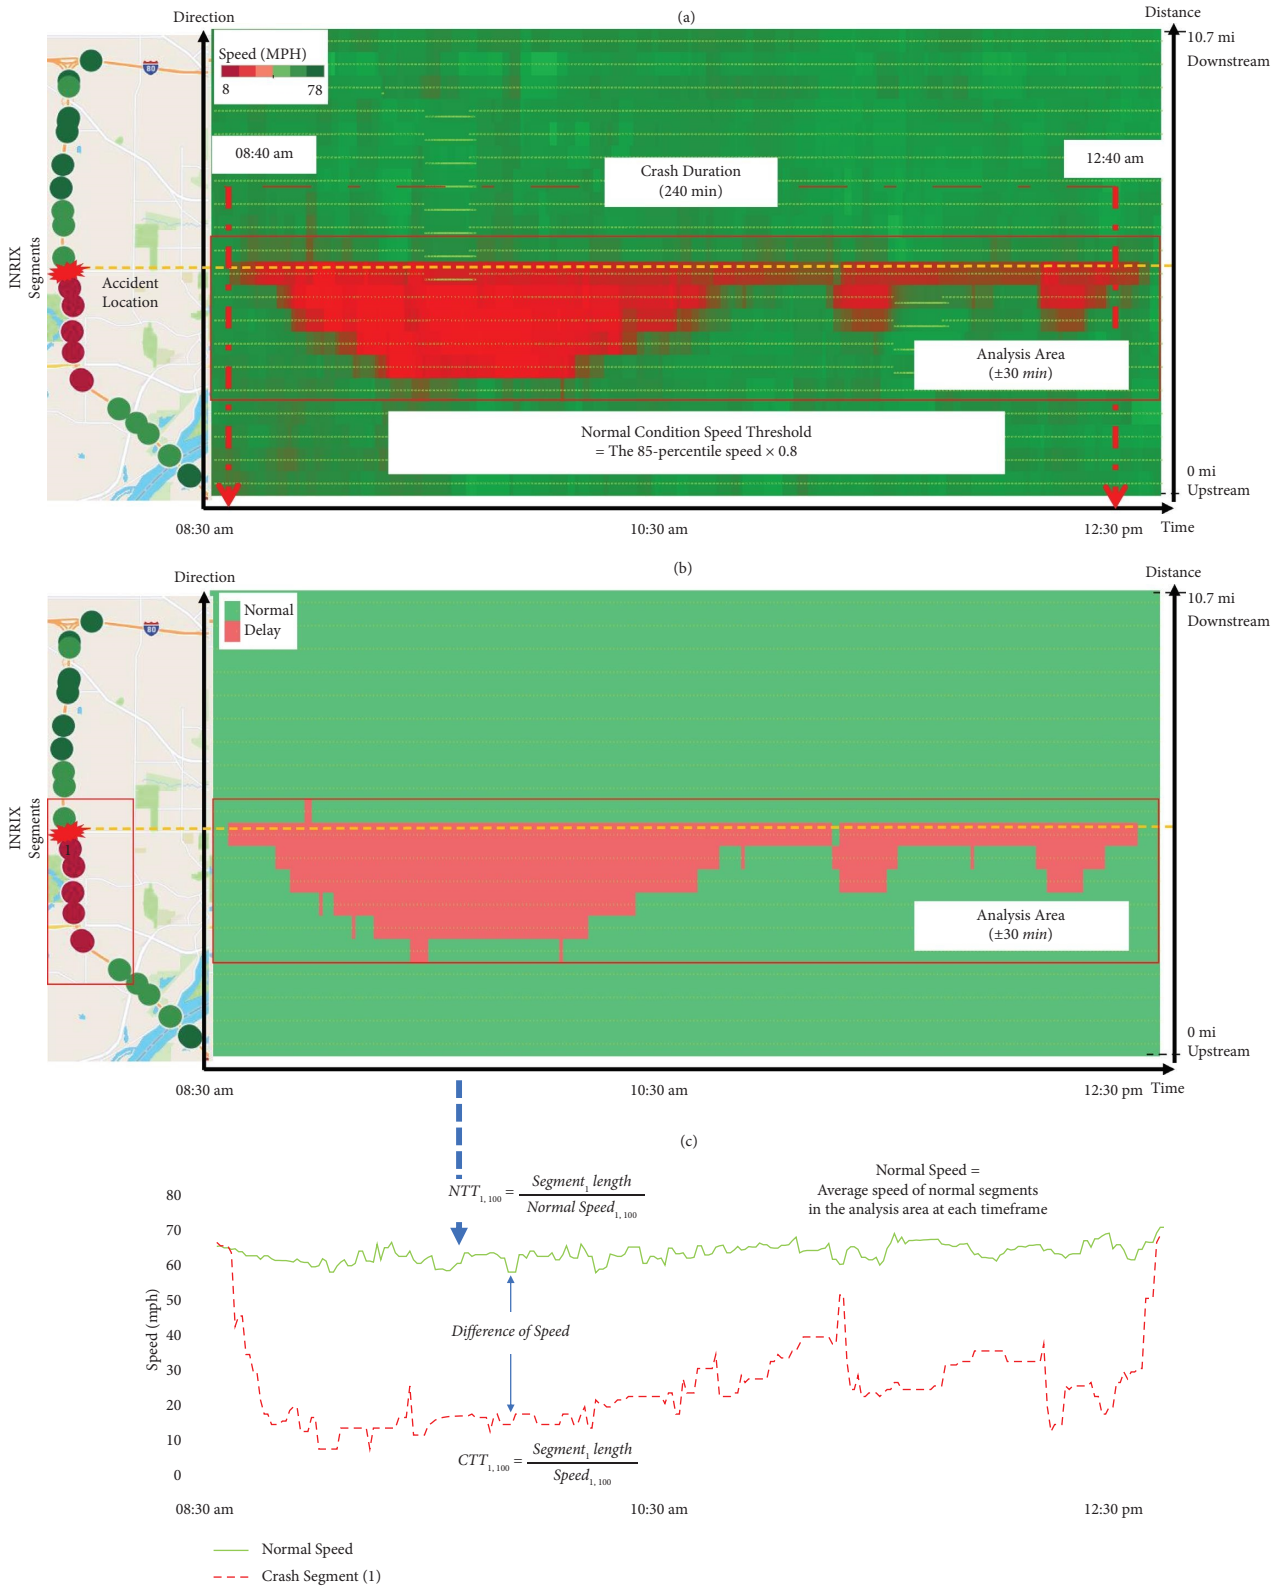 (a)
Direction
Distance
10.7 mi
Downstream
80
Speed (MPH)
8 78
08:40 am
12:40 am
Crash Duration
(240 min)
INRIX
Segments
Accident
Location
Analysis Area
(±30 min)
Normal Condition Speed Threshold
= The 85-percentile speed × 0.8
0 mi
Upstream
08:30 am 10:30 am 12:30 pm Time
(b)
Direction
Distance
10.7 mi
Downstream
80
Normal
Delay
INRIX
Segments
1
Analysis Area
(±30 min)
0 mi
Upstream
08:30 am 10:30 am 12:30 pm Time
(c)
NTT1, 100 = Segment1 length
Normal Speed1, 100
Normal Speed =
Average speed of normal segments
in the analysis area at each timeframe
Speed (mph)
80
70
60
50
40
30
20
10
0
Difference of Speed
CTT1, 100 = Segment1 length
Speed1, 100
08:30 am 10:30 am 12:30 pm
Normal Speed
Crash Segment (1)